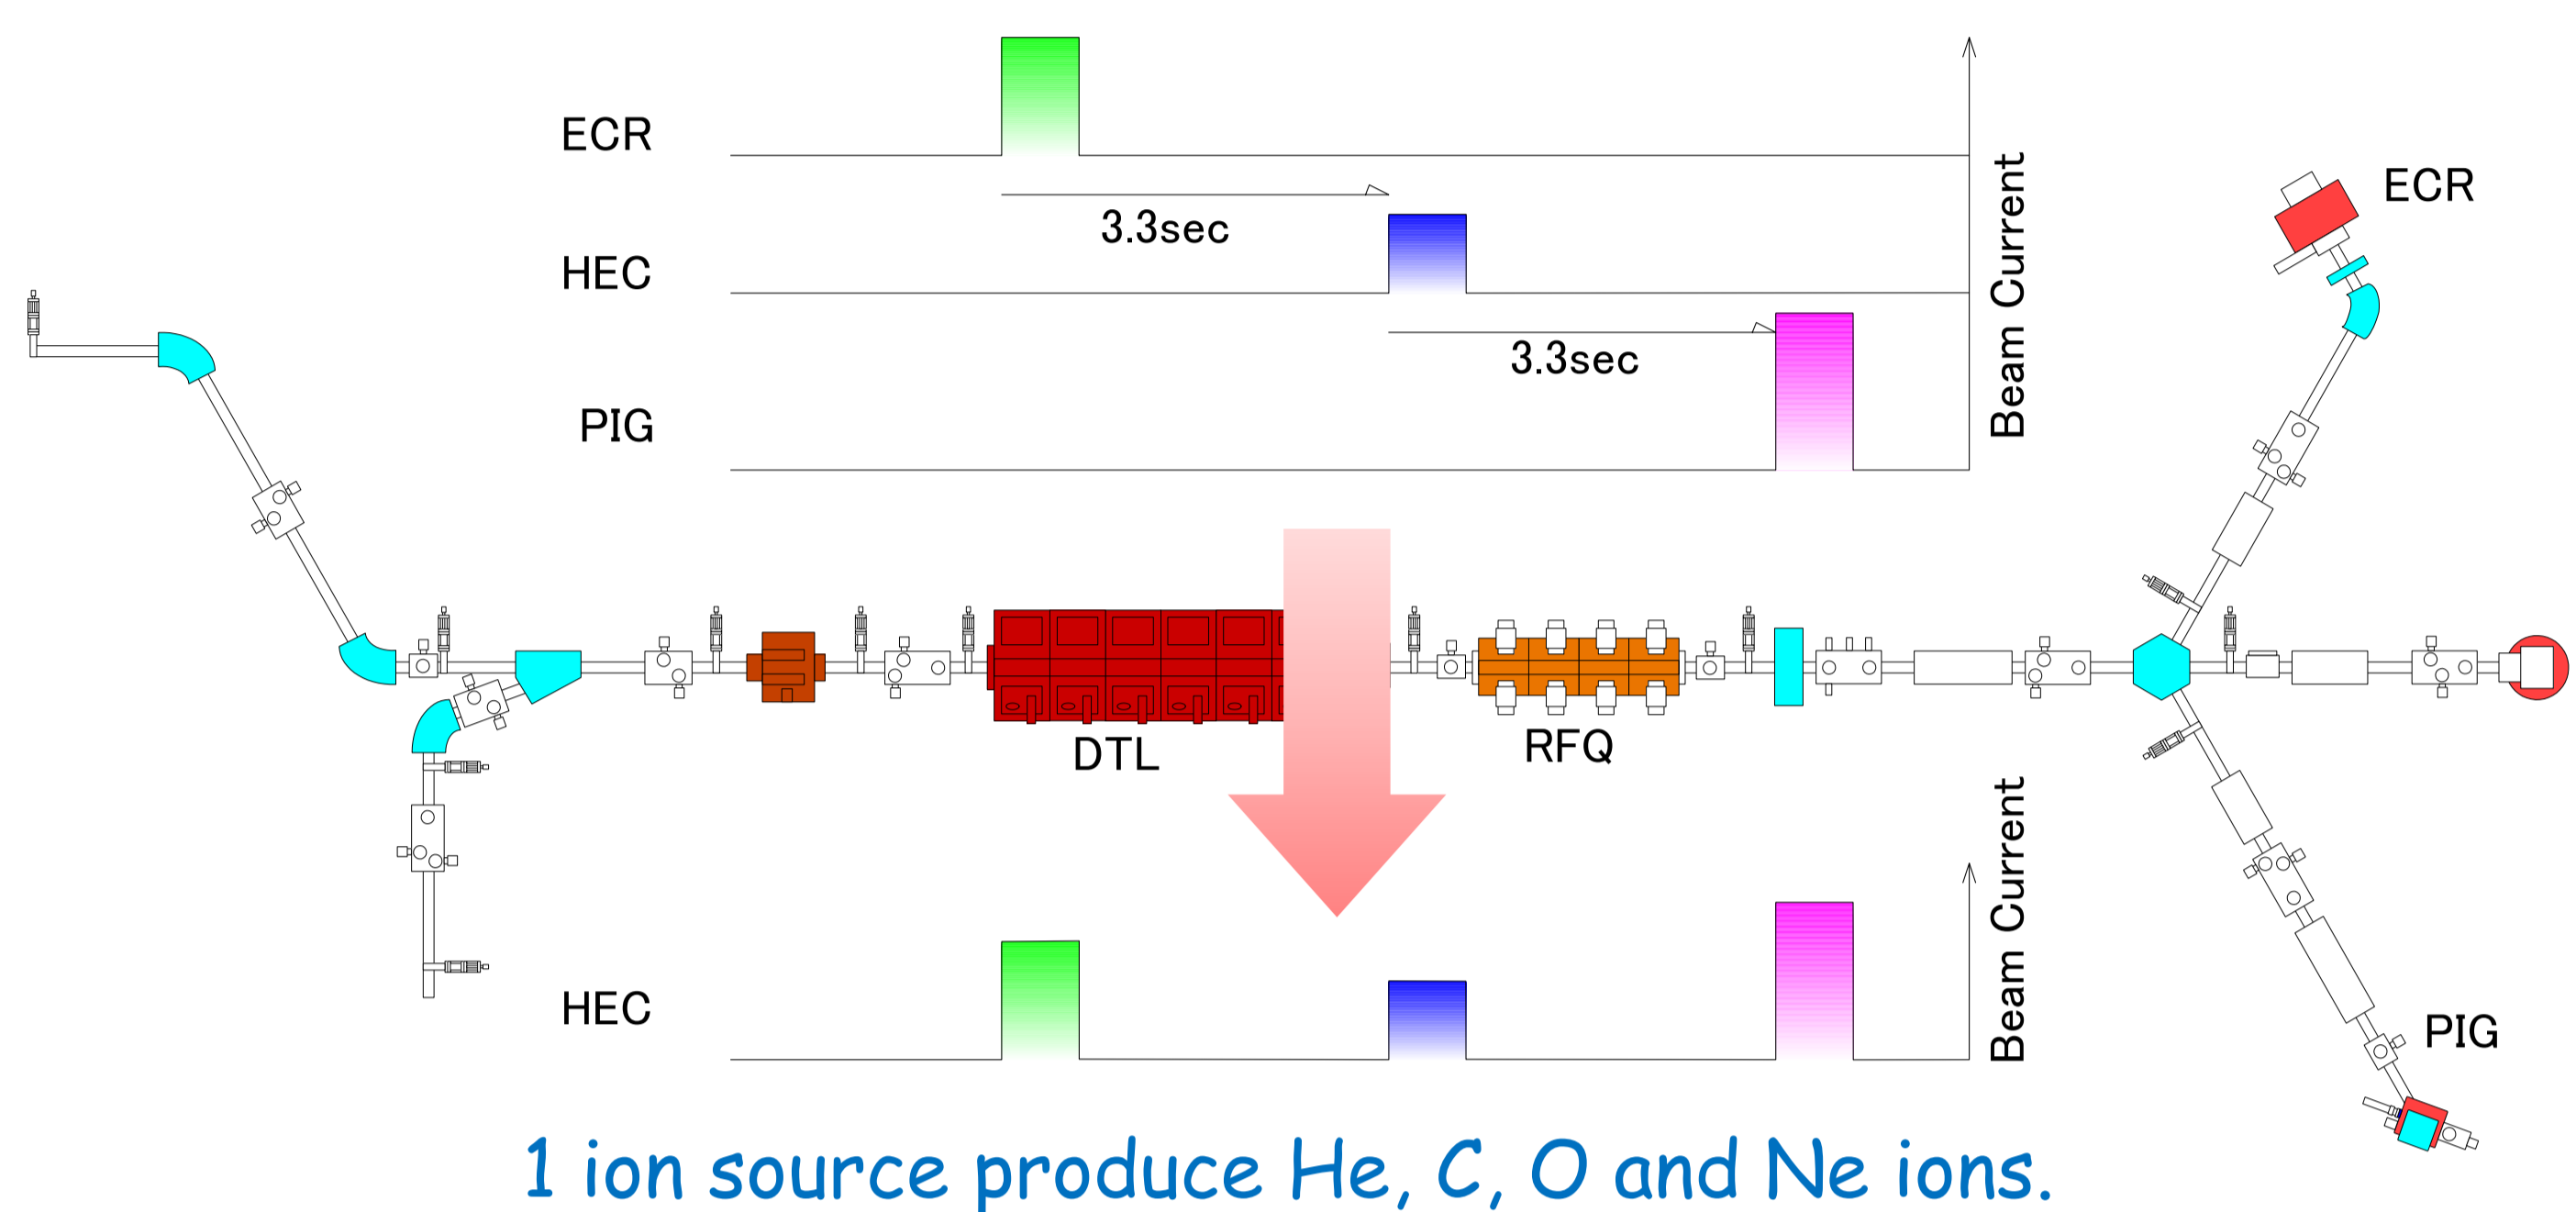 ECR
3.3sec
HEC
3.3sec
PIG
Beam Current
ECR
DTL
RFQ
HEC
Beam Current
PIG
1 ion source produce He, C, O and Ne ions.